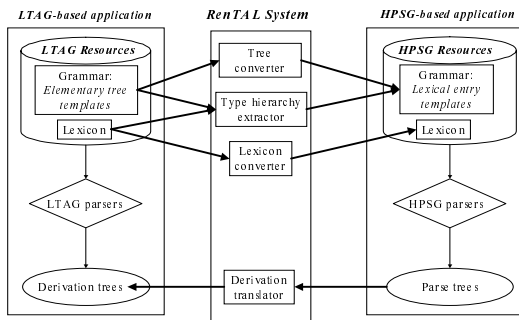 LTAG-based application
RenTAL System
HPSG-based application
LTAG Resources
Grammar:
Elementary tree
templates
Lexicon
LTAG parsers
Derivation trees
Tree
converter
Type hierarchy
extractor
Lexicon
converter
Derivation
translator
HPSG Resources
Grammar:
Lexical entry
templates
Lexicon
HPSG parsers
Parse trees